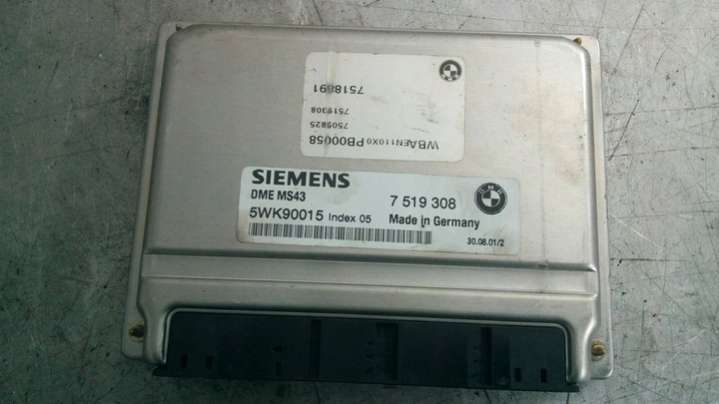 7518691
7519308
7505825
WBAEN110X0PB00058
SIEMENS
DME MS43
7 519 308
5WK90015 Index 05
Made in Germany
30.08.01/2